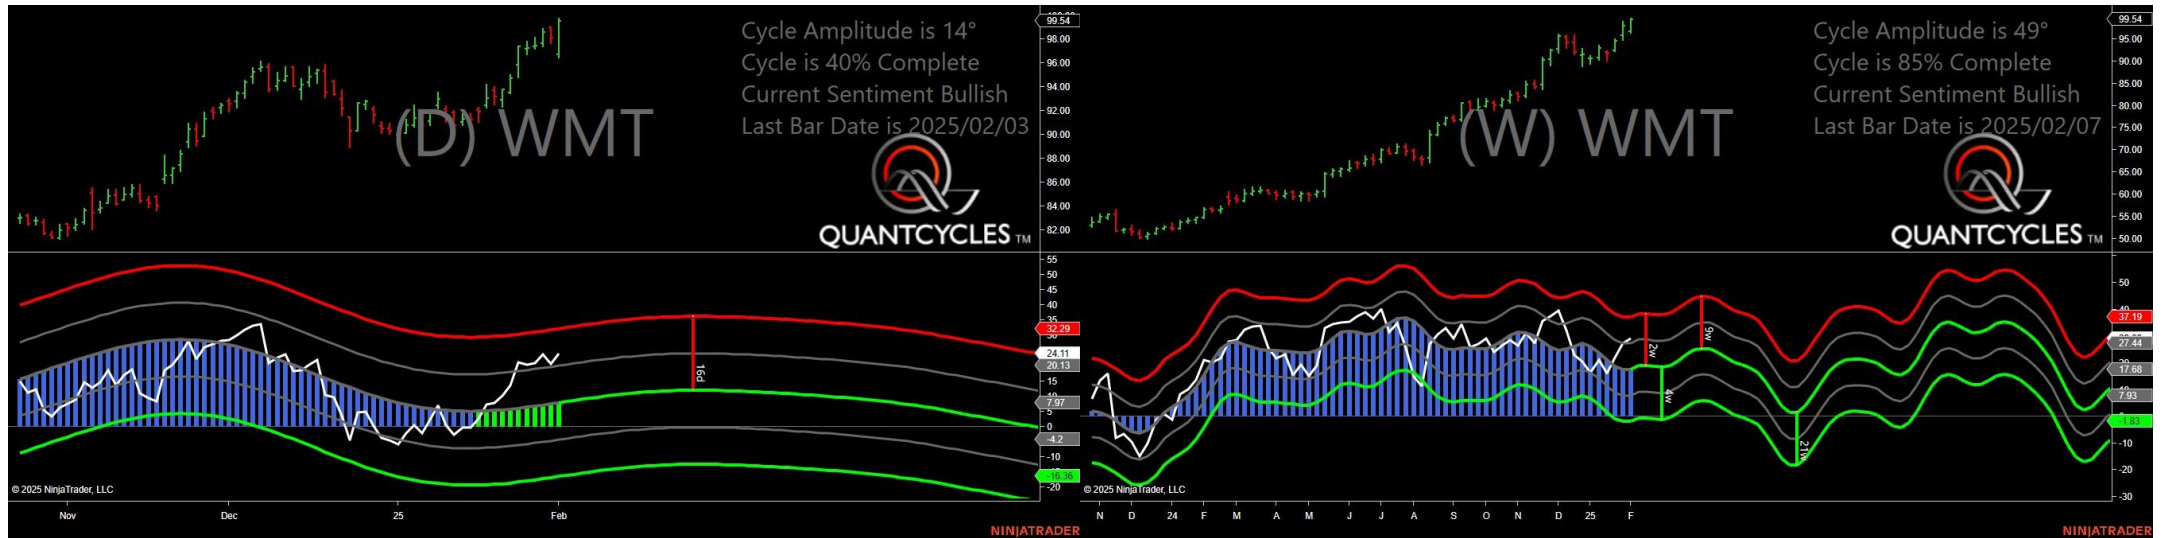 Cycle Amplitude is 14°
Cycle is 40% Complete
Current Sentiment Bullish
Last Bar Date is 2025/02/03
(D) WMT
QUANTCYCLES TM
99.54
98.00
96.00
94.00
92.00
90.00
88.00
86.00
84.00
82.00
55
50
45
40
35
32.29
24.11
20.13
15
7.97
5
0
-4.2
-10
-16.36
-20
16d
© 2025 NinjaTrader, LLC
Nov
Dec
25
Feb
NINJATRADER
Cycle Amplitude is 49°
Cycle is 85% Complete
Current Sentiment Bullish
Last Bar Date is 2025/02/07
(W) WMT
QUANTCYCLES TM
99.54
95.00
90.00
85.00
80.00
75.00
70.00
65.00
60.00
55.00
50.00
50
40
37.19
27.44
20
17.68
7.93
-1.83
-10
-20
-30
2w
9w
4w
21w
© 2025 NinjaTrader, LLC
N D 24 F M A M J J A S O N D 25 F
NINJATRADER